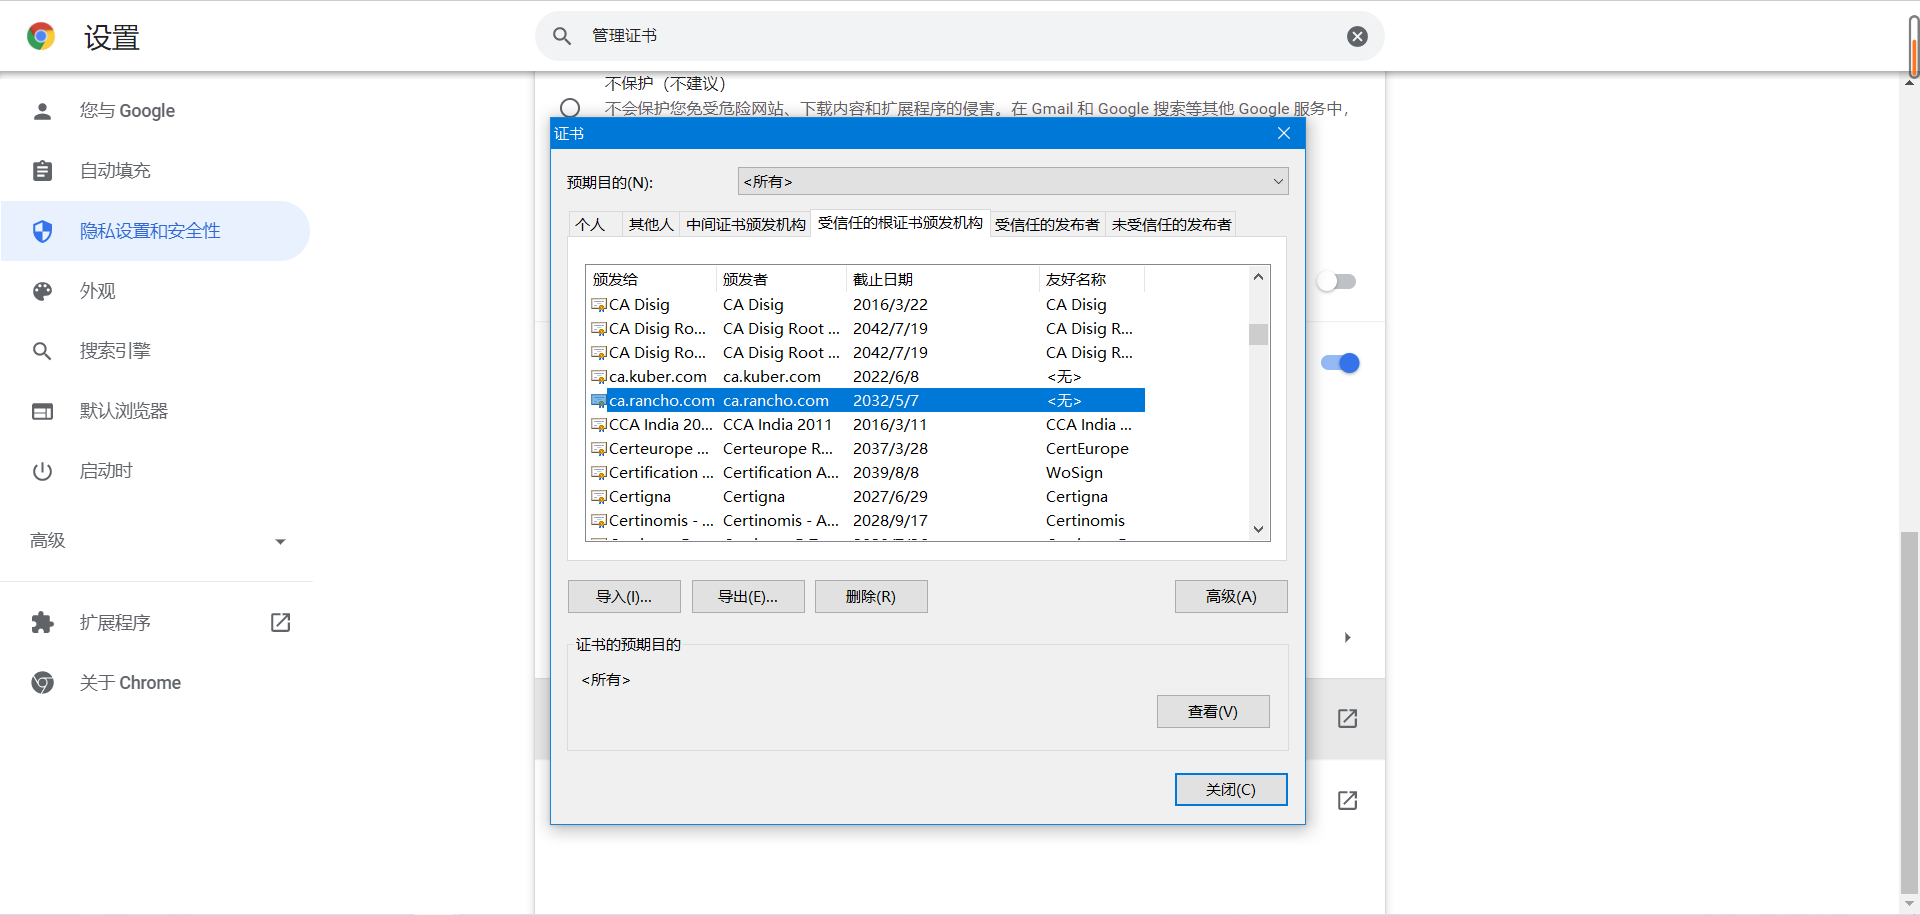 设置
管理证书
您与 Google
自动填充
隐私设置和安全性
外观
搜索引擎
默认浏览器
启动时
高级
扩展程序
关于 Chrome
不保护（不建议）
不会保护您免受危险网站、下载内容和扩展程序的侵害。在 Gmail 和 Google 搜索等其他 Google 服务中，
证书
预期目的(N): <所有>
个人 其他人 中间证书颁发机构 受信任的根证书颁发机构 受信任的发布者 未受信任的发布者
颁发给 颁发者 截止日期 友好名称
CA Disig CA Disig 2016/3/22 CA Disig
CA Disig Ro... CA Disig Root ... 2042/7/19 CA Disig R...
CA Disig Ro... CA Disig Root ... 2042/7/19 CA Disig R...
ca.kuber.com ca.kuber.com 2022/6/8 <无>
ca.rancho.com ca.rancho.com 2032/5/7 <无>
CCA India 20... CCA India 2011 2016/3/11 CCA India ...
Certeurope ... Certeurope R... 2037/3/28 CertEurope
Certification ... Certification A... 2039/8/8 WoSign
Certigna Certigna 2027/6/29 Certigna
Certinomis - ... Certinomis - A... 2028/9/17 Certinomis
导入(I)... 导出(E)... 删除(R) 高级(A)
证书的预期目的
<所有>
查看(V)
关闭(C)